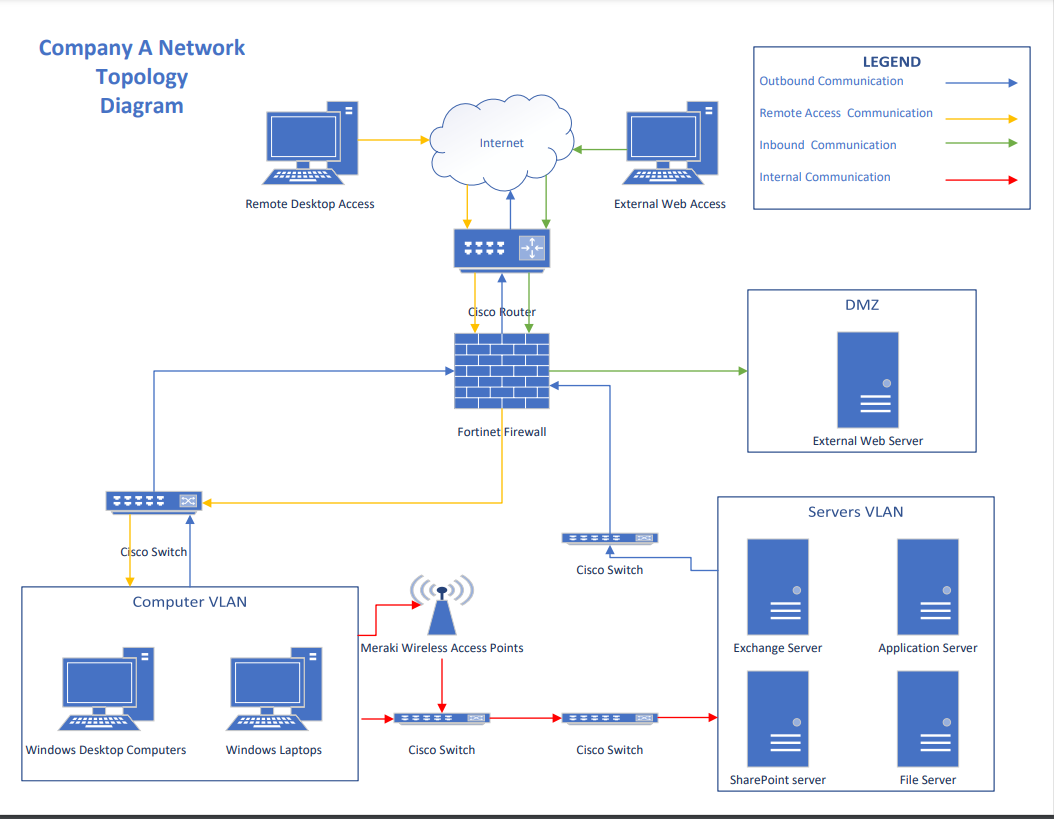 Company A Network
Topology
Diagram
LEGEND
Outbound Communication
Remote Access Communication
Inbound Communication
Internal Communication
Internet
Remote Desktop Access
External Web Access
Cisco Router
DMZ
External Web Server
Fortinet Firewall
Cisco Switch
Servers VLAN
Cisco Switch
Computer VLAN
Meraki Wireless Access Points
Exchange Server
Application Server
Windows Desktop Computers
Windows Laptops
Cisco Switch
Cisco Switch
SharePoint server
File Server